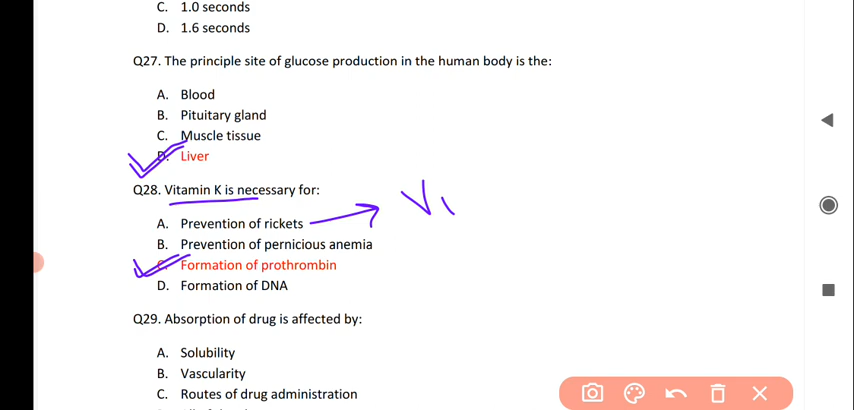 C. 1.0 seconds
D. 1.6 seconds
Q27. The principle site of glucose production in the human body is the:
A. Blood
B. Pituitary gland
C. Muscle tissue
D. Liver
Q28. Vitamin K is necessary for:
A. Prevention of rickets
B. Prevention of pernicious anemia
C. Formation of prothrombin
D. Formation of DNA
Q29. Absorption of drug is affected by:
A. Solubility
B. Vascularity
C. Routes of drug administration